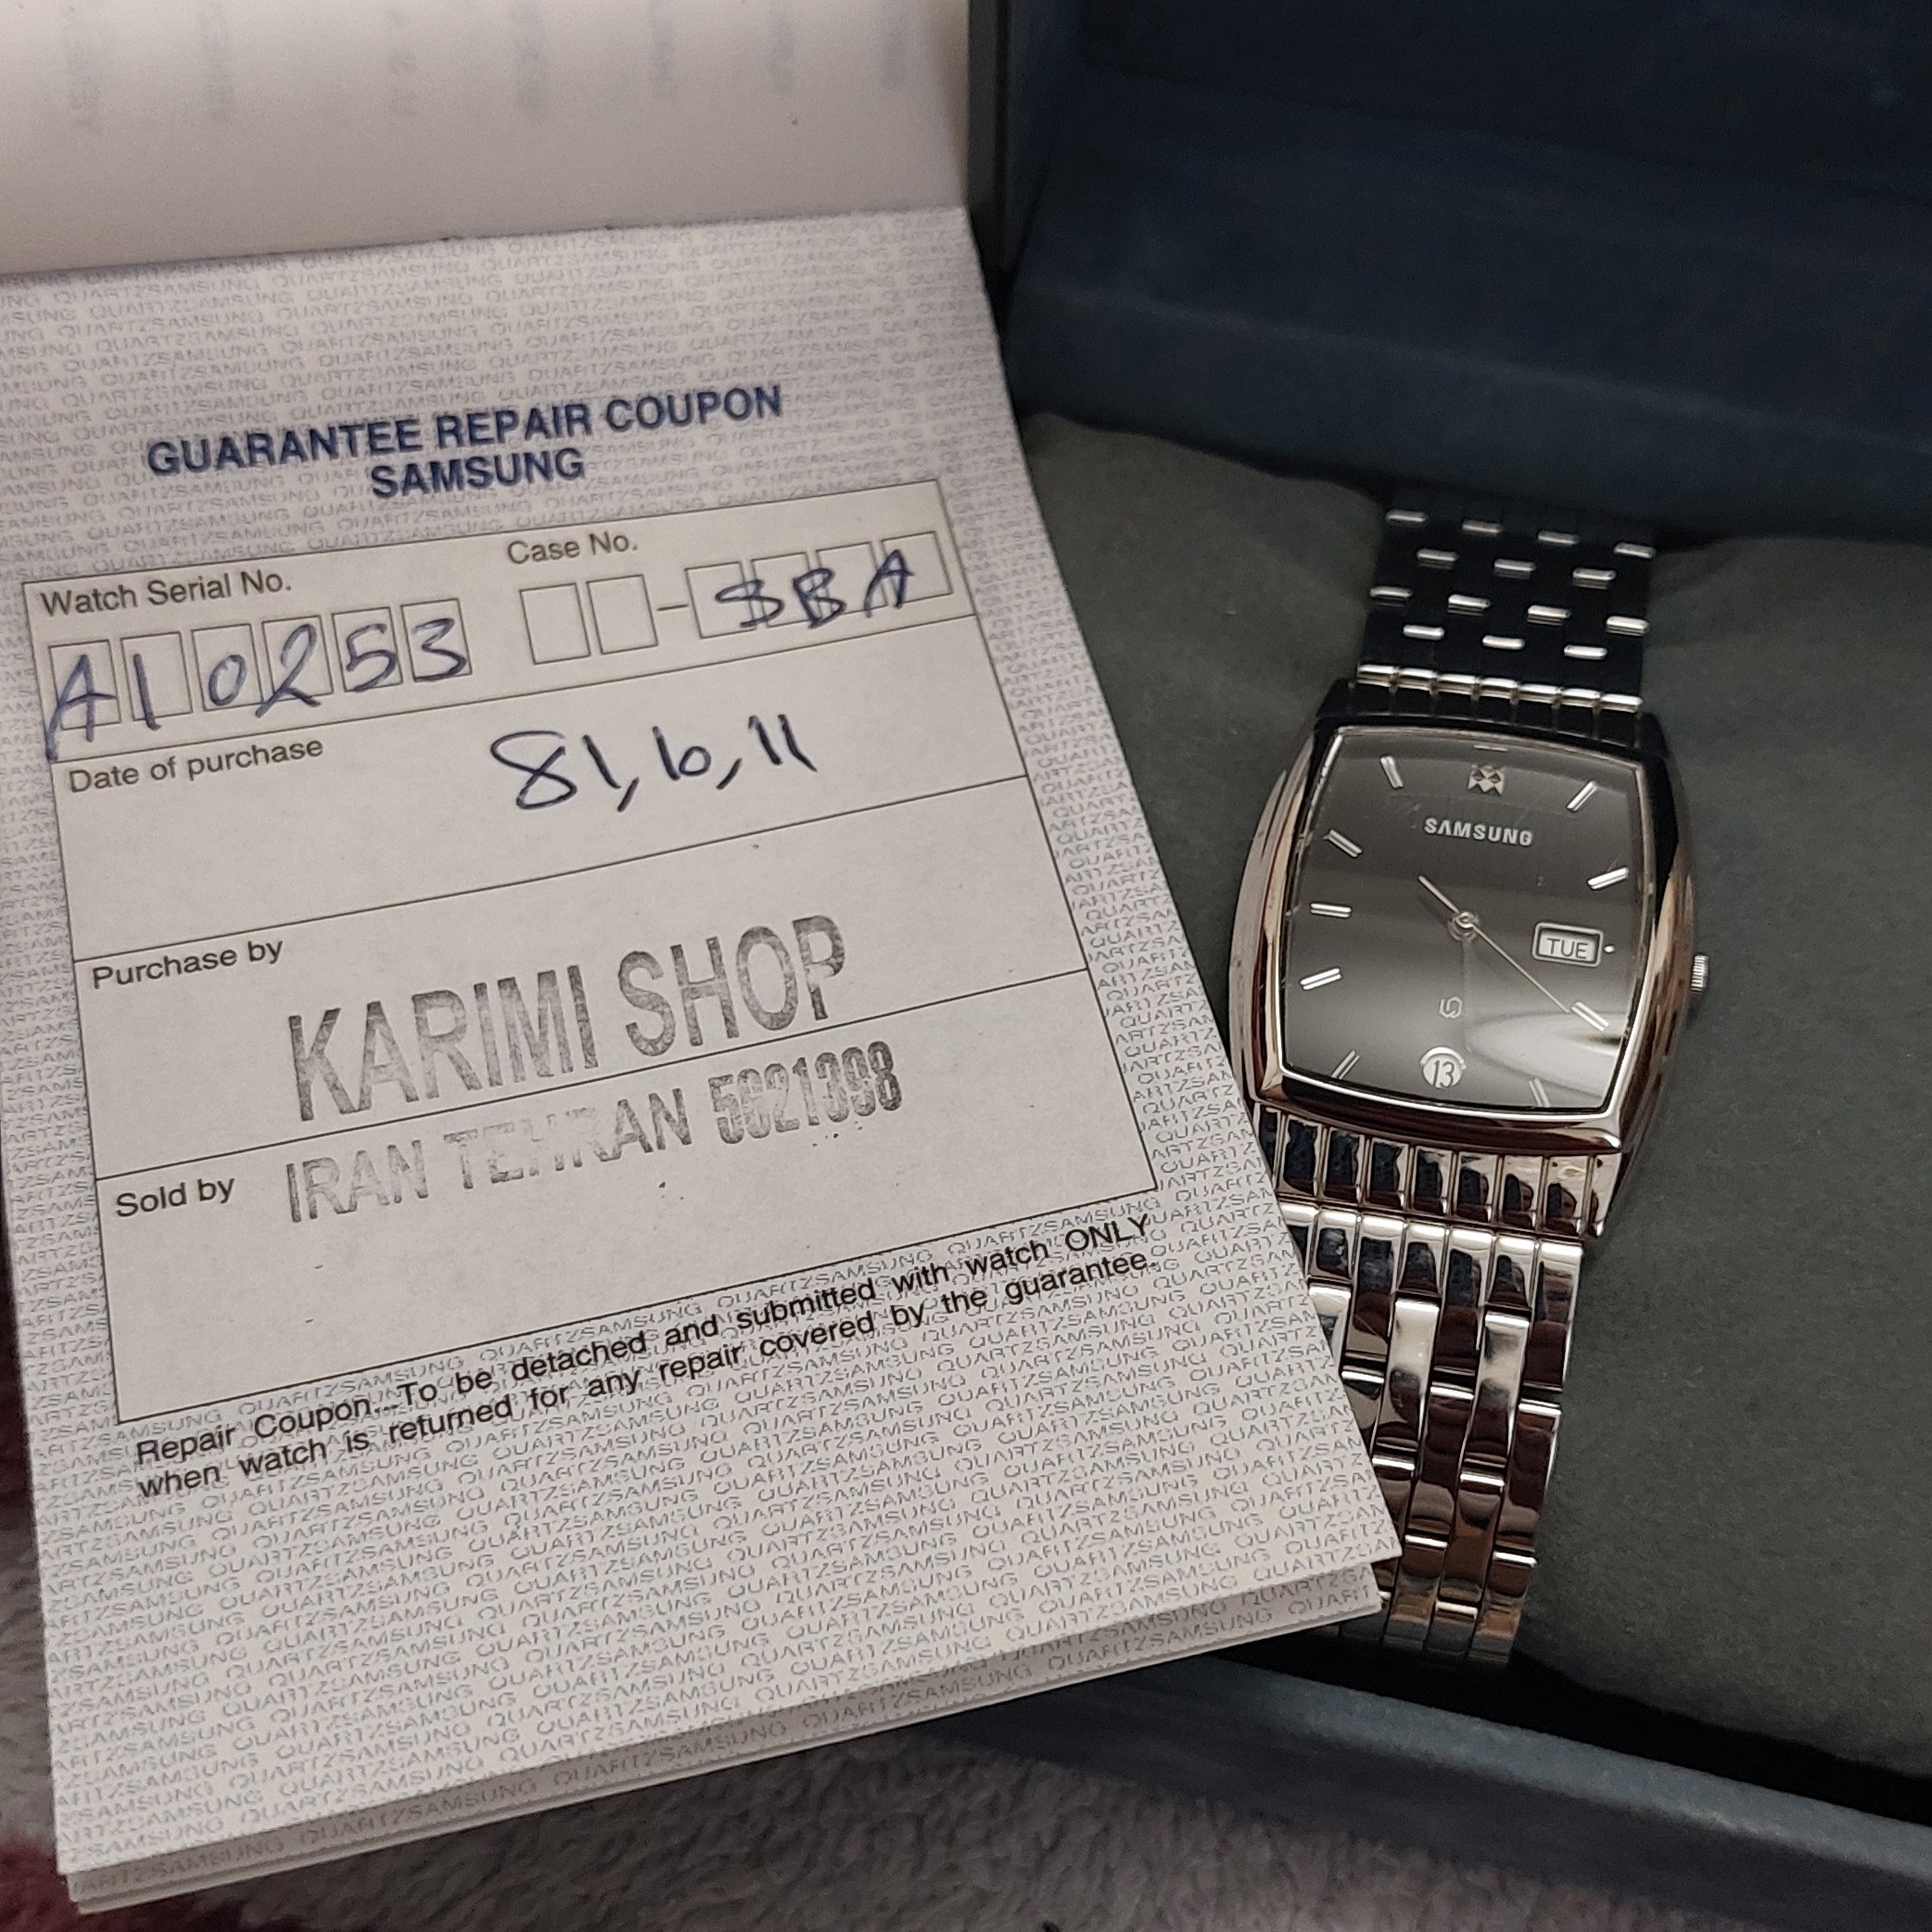 GUARANTEE REPAIR COUPON
SAMSUNG
Watch Serial No.
A10253
Case No.
- SBA
Date of purchase
81,6,11
Purchase by
KARIMI SHOP
IRAN TEHRAN 5621398
Sold by
Repair Coupon...To be detached and submitted with watch ONLY
when watch is returned for any repair covered by the guarantee.
SAMSUNG
TUE
13